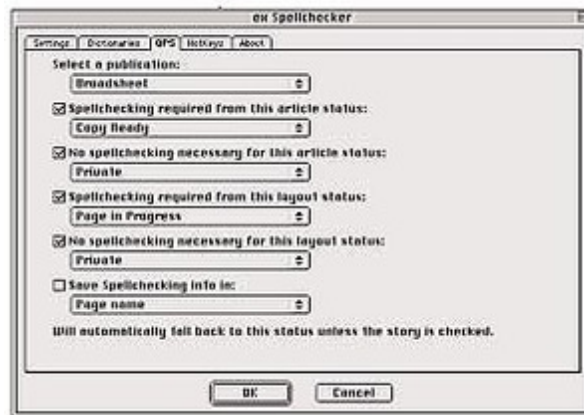 ex Spellchecker
Settings Dictionaries QPS HotKeys About
Select a publication:
Broadsheet
Spellchecking required from this article status:
Copy Ready
No spellchecking necessary for this article status:
Private
Spellchecking required from this layout status:
Page in Progress
No spellchecking necessary for this layout status:
Private
Save Spellchecking info in:
Page name
Will automatically fall back to this status unless the story is checked.
OK Cancel